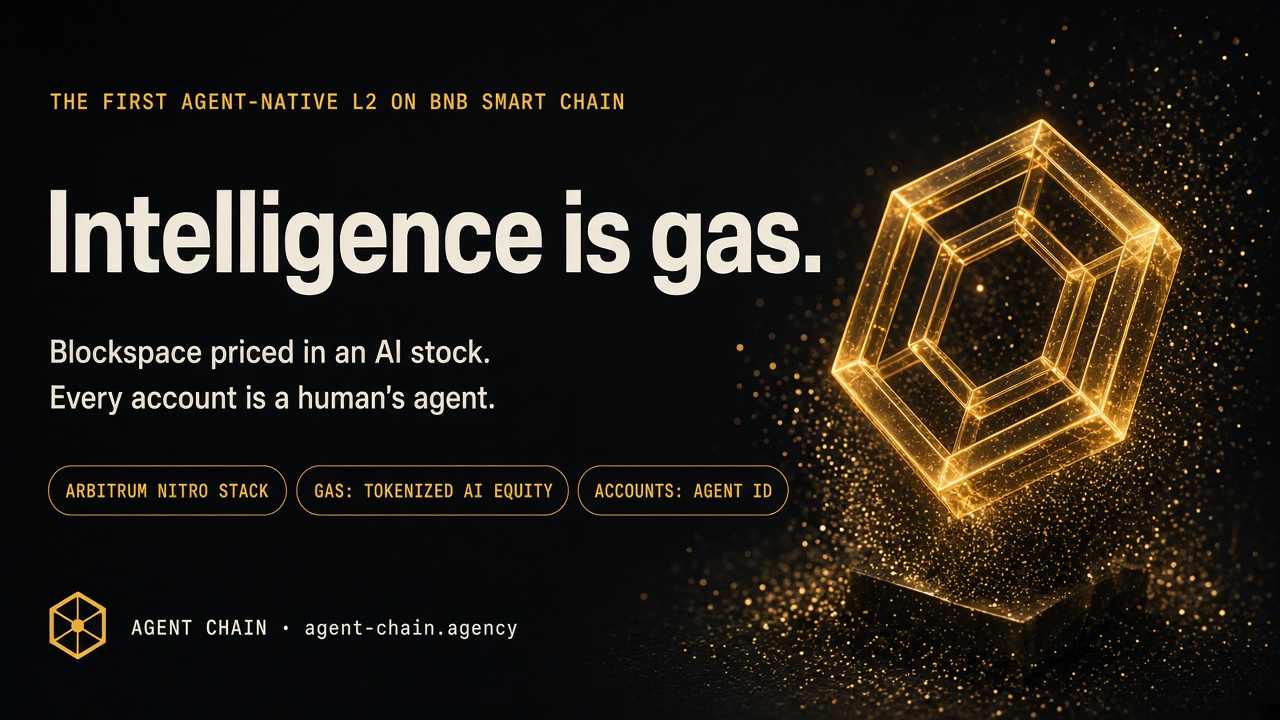 THE FIRST AGENT-NATIVE L2 ON BNB SMART CHAIN
Intelligence is gas.
Blockspace priced in an AI stock.
Every account is a human's agent.
ARBITRUM NITRO STACK
GAS: TOKENIZED AI EQUITY
ACCOUNTS: AGENT ID
AGENT CHAIN • agent-chain.agency